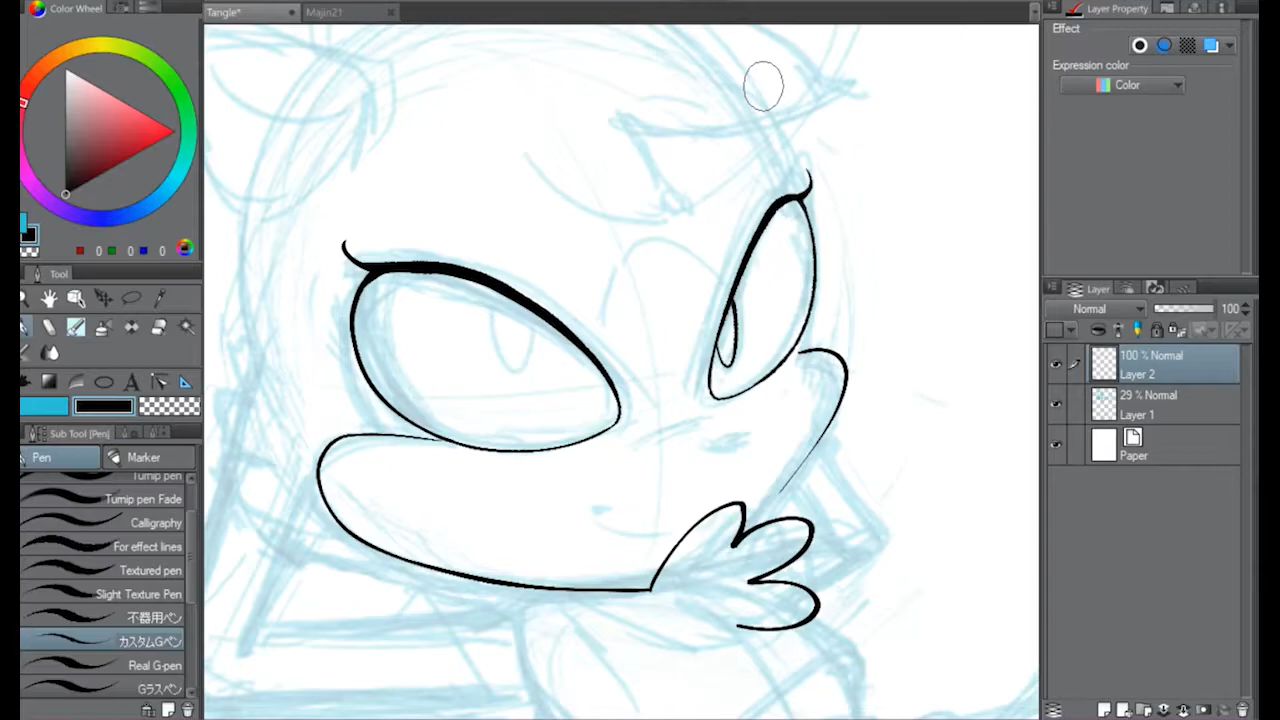 Color Wheel
Tangle*
Majin21
Layer Property
Effect
Expression color
Color
0 0 0
Tool
Sub Tool[Pen]
Pen
Marker
Turnip pen
Turnip pen Fade
Calligraphy
For effect lines
Textured pen
Slight Texture Pen
不器用ペン
カスタムGペン
Real G-pen
Gラスペン
Layer
Normal
100
100 % Normal
Layer 2
29 % Normal
Layer 1
Paper